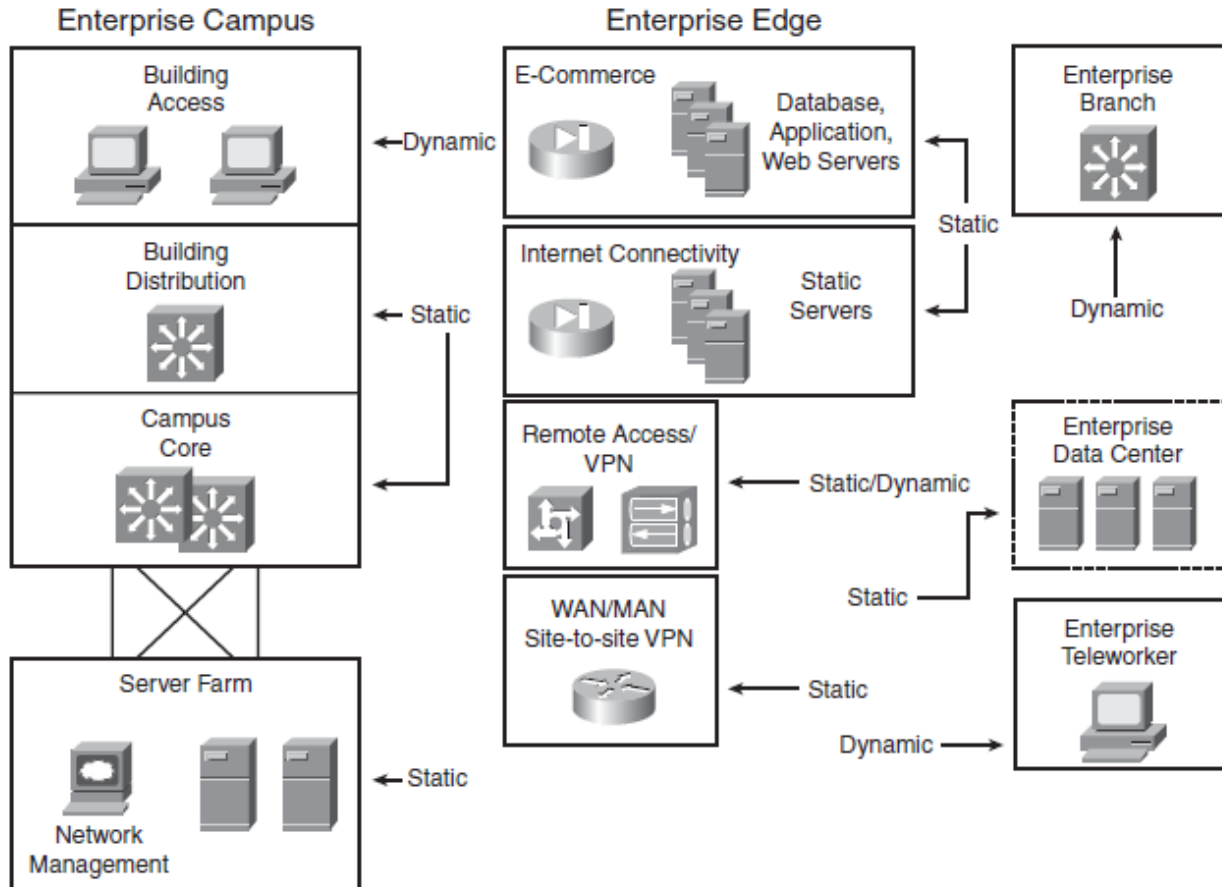 Enterprise Campus
Building
Access
Dynamic
Building
Distribution
Static
Campus
Core
Server Farm
Network
Management
Static
Enterprise Edge
E-Commerce
Database,
Application,
Web Servers
Internet Connectivity
Static
Servers
Static
Remote Access/
VPN
Static/Dynamic
WAN/MAN
Site-to-site VPN
Static
Enterprise
Branch
Dynamic
Enterprise
Data Center
Static
Enterprise
Teleworker
Dynamic